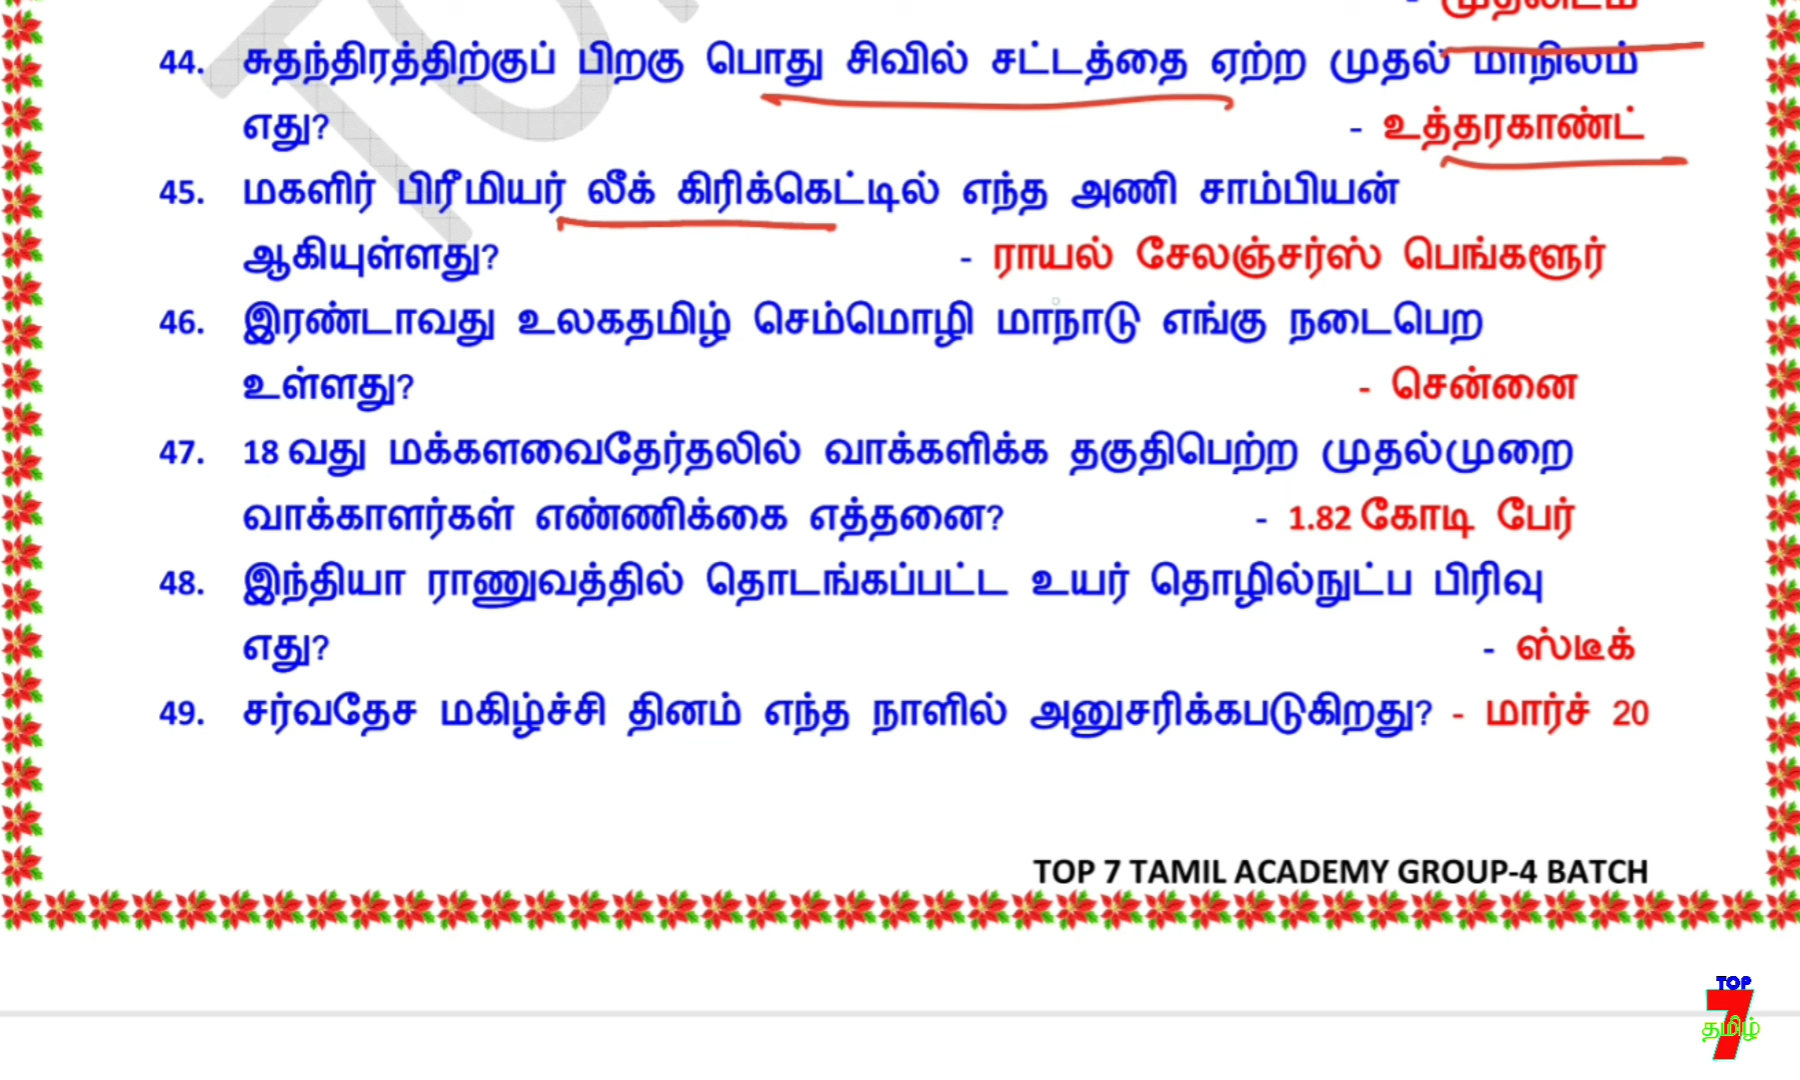 - முதலிடம்
44. சுதந்திரத்திற்குப் பிறகு பொது சிவில் சட்டத்தை ஏற்ற முதல் மாநிலம்
எது? - உத்தரகாண்ட்
45. மகளிர் பிரீமியர் லீக் கிரிக்கெட்டில் எந்த அணி சாம்பியன்
ஆகியுள்ளது? - ராயல் சேலஞ்சர்ஸ் பெங்களூர்
46. இரண்டாவது உலகதமிழ் செம்மொழி மாநாடு எங்கு நடைபெற
உள்ளது? - சென்னை
47. 18 வது மக்களவைதேர்தலில் வாக்களிக்க தகுதிபெற்ற முதல்முறை
வாக்காளர்கள் எண்ணிக்கை எத்தனை? - 1.82 கோடி பேர்
48. இந்தியா ராணுவத்தில் தொடங்கப்பட்ட உயர் தொழில்நுட்ப பிரிவு
எது? - ஸ்டீக்
49. சர்வதேச மகிழ்ச்சி தினம் எந்த நாளில் அனுசரிக்கபடுகிறது? - மார்ச் 20
TOP 7 TAMIL ACADEMY GROUP-4 BATCH
TOP
7
தமிழ்